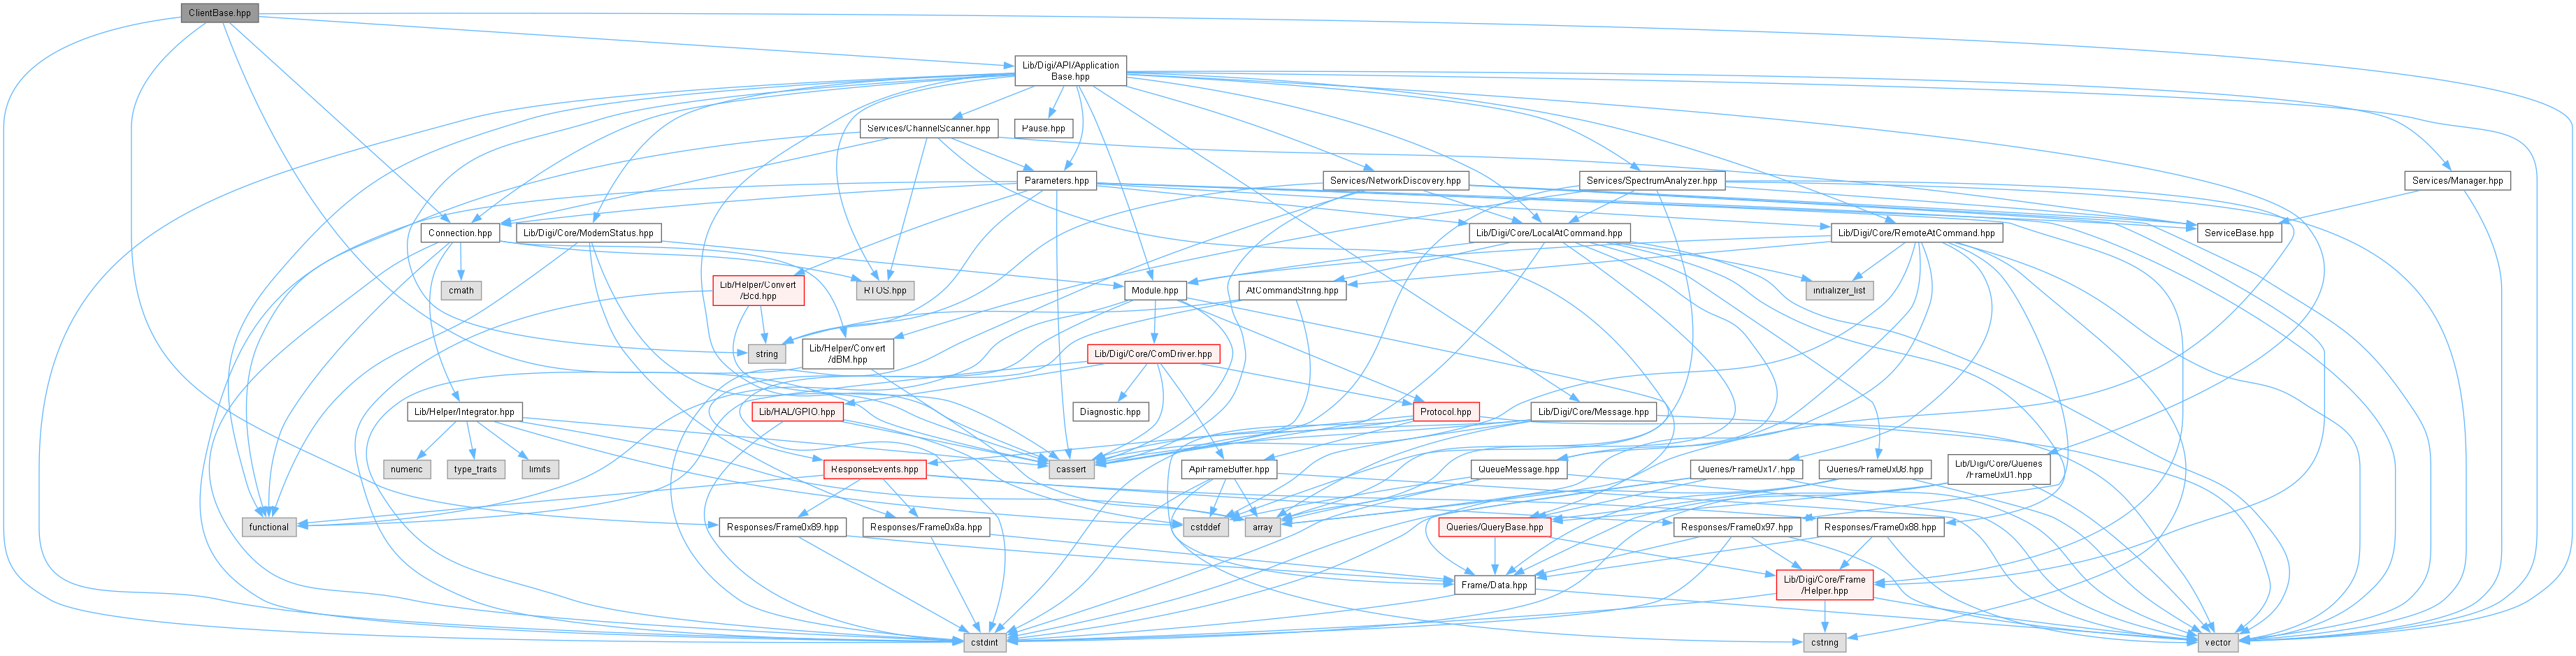 ClientBase.hpp
Lib/Digi/API/Application
Base.hpp
Services/ChannelScanner.hpp
Pause.hpp
Parameters.hpp
Services/NetworkDiscovery.hpp
Services/SpectrumAnalyzer.hpp
Services/Manager.hpp
Connection.hpp
Lib/Digi/Core/ModemStatus.hpp
Lib/Digi/Core/LocalAtCommand.hpp
Lib/Digi/Core/RemoteAtCommand.hpp
ServiceBase.hpp
cmath
Lib/Helper/Convert
/Bcd.hpp
RTOS.hpp
Module.hpp
AtCommandString.hpp
initializer_list
string
Lib/Helper/Convert
/dBM.hpp
Lib/Digi/Core/ComDriver.hpp
Lib/Helper/Integrator.hpp
Lib/HAL/GPIO.hpp
Diagnostic.hpp
Protocol.hpp
Lib/Digi/Core/Message.hpp
numeric
type_traits
limits
ResponseEvents.hpp
cassert
ApiFrameBuffer.hpp
QueueMessage.hpp
Queries/Frame0x17.hpp
Queries/Frame0x08.hpp
Lib/Digi/Core/Queries
/Frame0x01.hpp
functional
Responses/Frame0x89.hpp
Responses/Frame0x8a.hpp
cstddef
array
Queries/QueryBase.hpp
Responses/Frame0x97.hpp
Responses/Frame0x88.hpp
Frame/Data.hpp
Lib/Digi/Core/Frame
/Helper.hpp
cstdint
cstring
vector